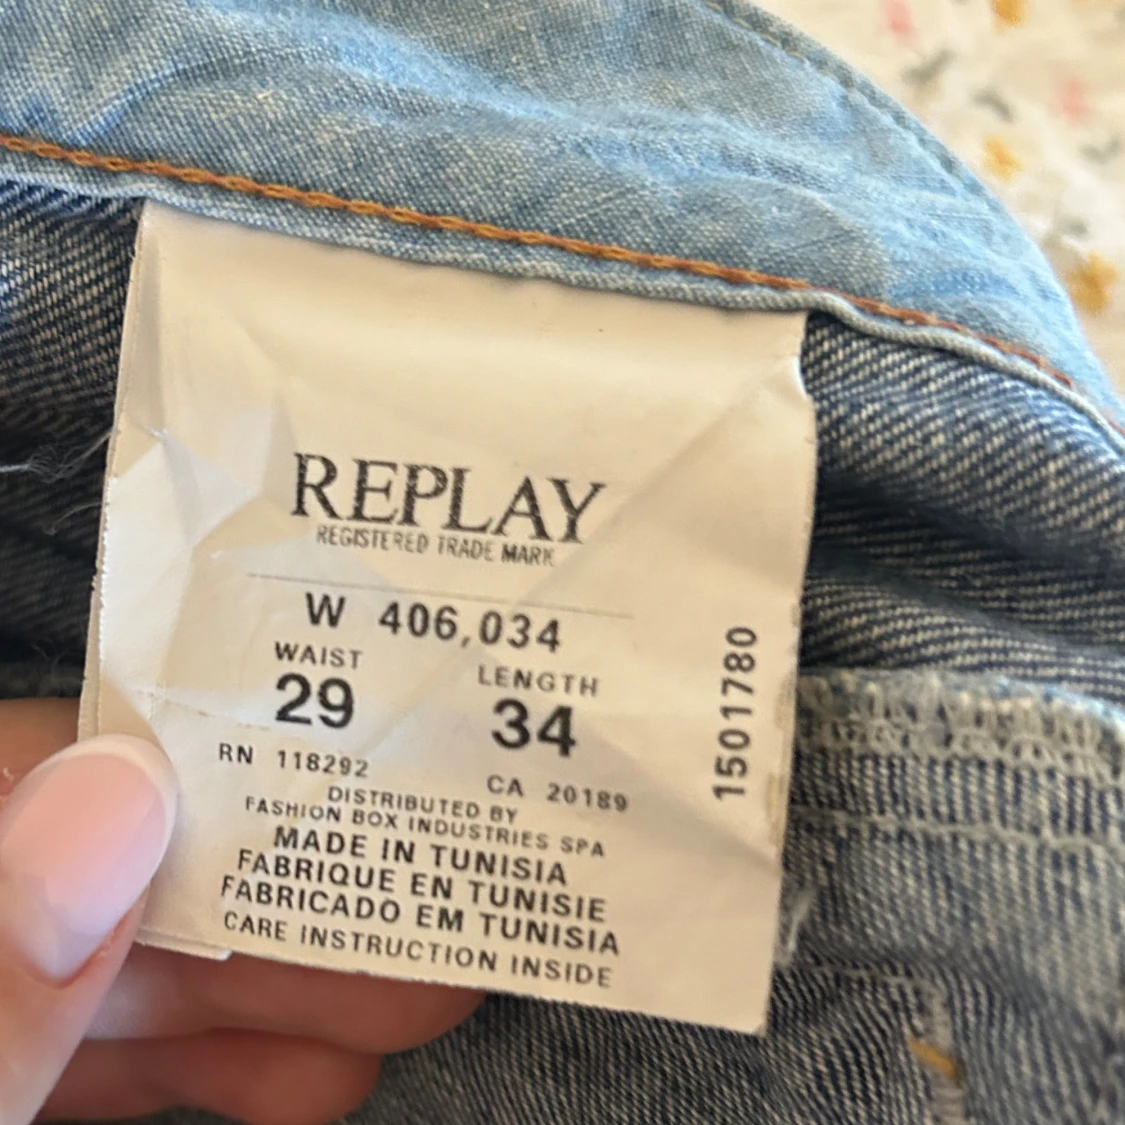 REPLAY
REGISTERED TRADE MARK
W 406,034
WAIST LENGTH
29 34
RN 118292 CA 20189
DISTRIBUTED BY
FASHION BOX INDUSTRIES SPA
MADE IN TUNISIA
FABRIQUE EN TUNISIE
FABRICADO EM TUNISIA
CARE INSTRUCTION INSIDE
1501780